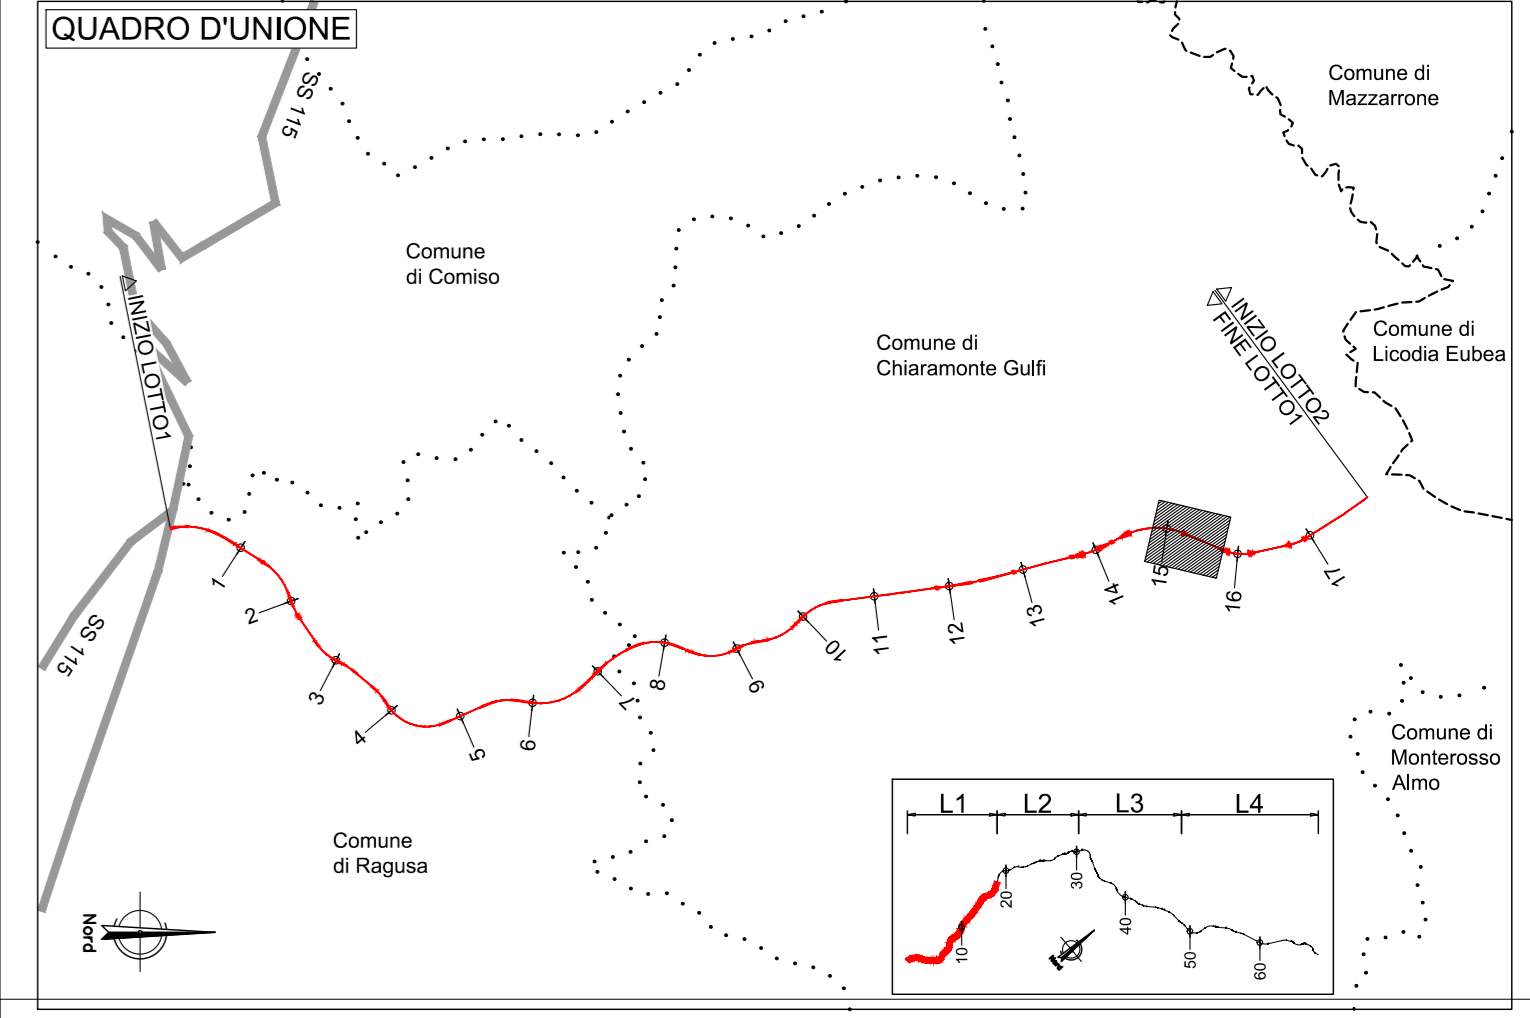 QUADRO D'UNIONE
SS 115
Comune di
Mazzarrone
Comune
di Comiso
INIZIO LOTTO1
INIZIO LOTTO2
FINE LOTTO1
Comune di
Chiaramonte Gulfi
Comune di
Licodia Eubea
1
2
3
4
5
6
7
8
9
10
11
12
13
14
15
16
17
SS 115
Comune di
Monterosso
Almo
Comune
di Ragusa
Nord
L1 L2 L3 L4
10
20
30
40
50
60